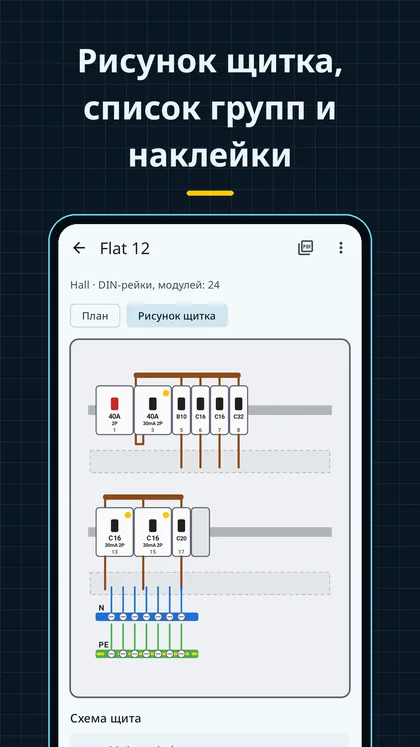 Рисунок щитка,
список групп и
наклейки
Flat 12
PDF
Hall · DIN-рейки, модулей: 24
План
Рисунок щитка
40A 40A B10 C16 C16 C32
2P 30mA 2P
1 3 5 6 7 8
C16 C16 C20
30mA 2P 30mA 2P
13 15 17
N
PE
Схема щита